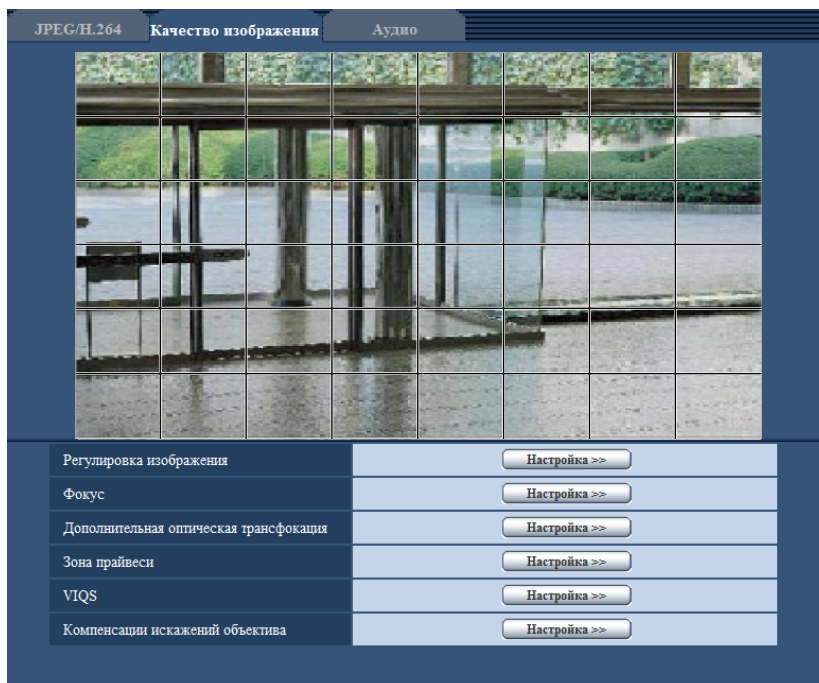 JPEG/H.264 Качество изображения Аудио
Регулировка изображения Настройка >>
Фокус Настройка >>
Дополнительная оптическая трансфокация Настройка >>
Зона прайвеси Настройка >>
VIQS Настройка >>
Компенсации искажений объектива Настройка >>